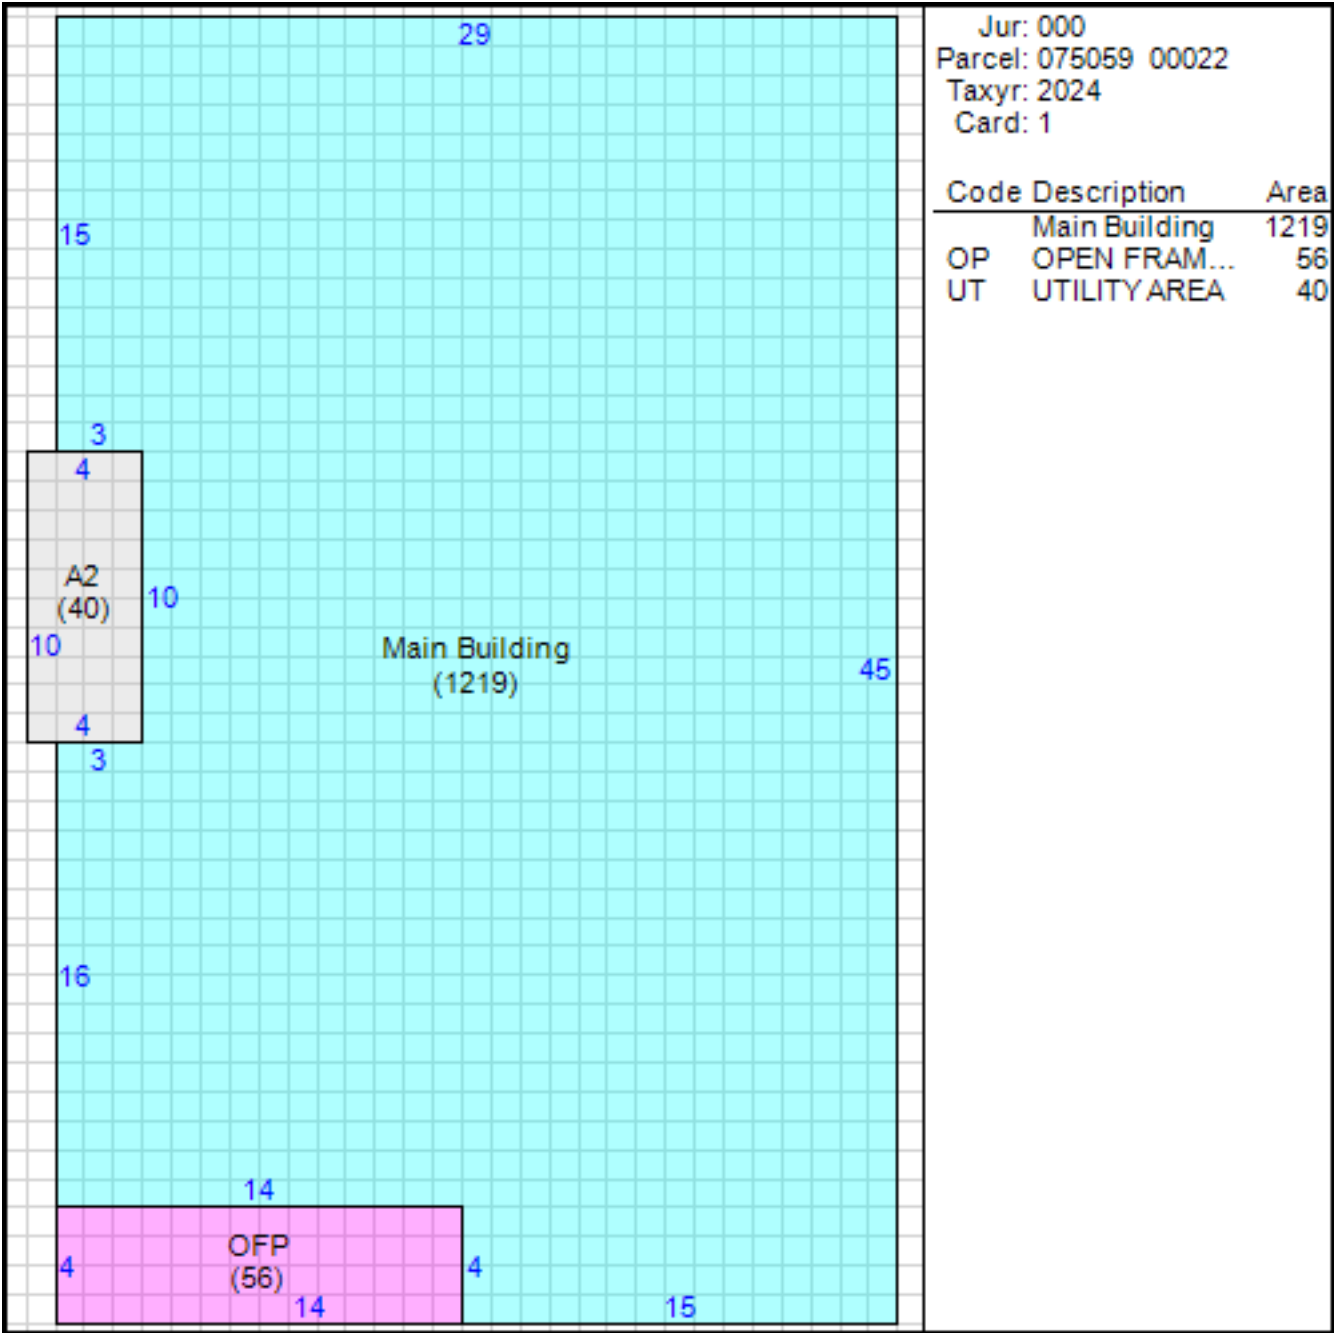 29
15
3
4
A2
(40)
10
10
4
3
Main Building
(1219)
45
16
14
OFP
(56)
4
4
14
15
Jur: 000
Parcel: 075059 00022
Taxyr: 2024
Card: 1
Code Description Area
Main Building 1219
OP OPEN FRAM... 56
UT UTILITY AREA 40